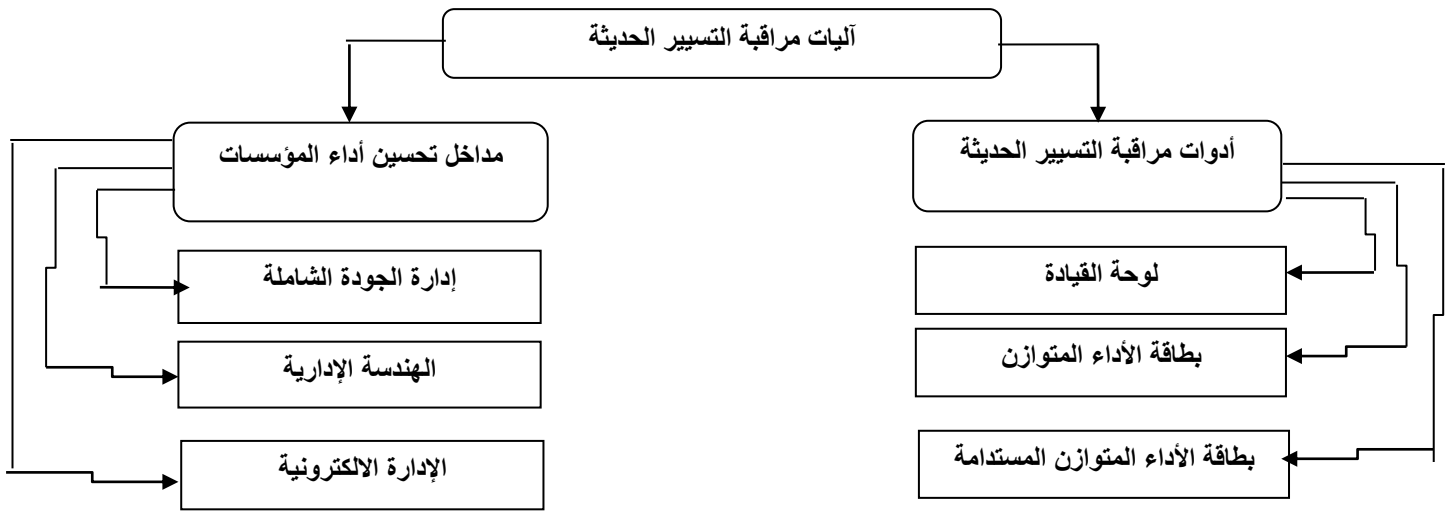 آليات مراقبة التسيير الحديثة
أدوات مراقبة التسيير الحديثة
مداخل تحسين أداء المؤسسات
لوحة القيادة
إدارة الجودة الشاملة
بطاقة الأداء المتوازن
الهندسة الإدارية
بطاقة الأداء المتوازن المستدامة
الإدارة الالكترونية